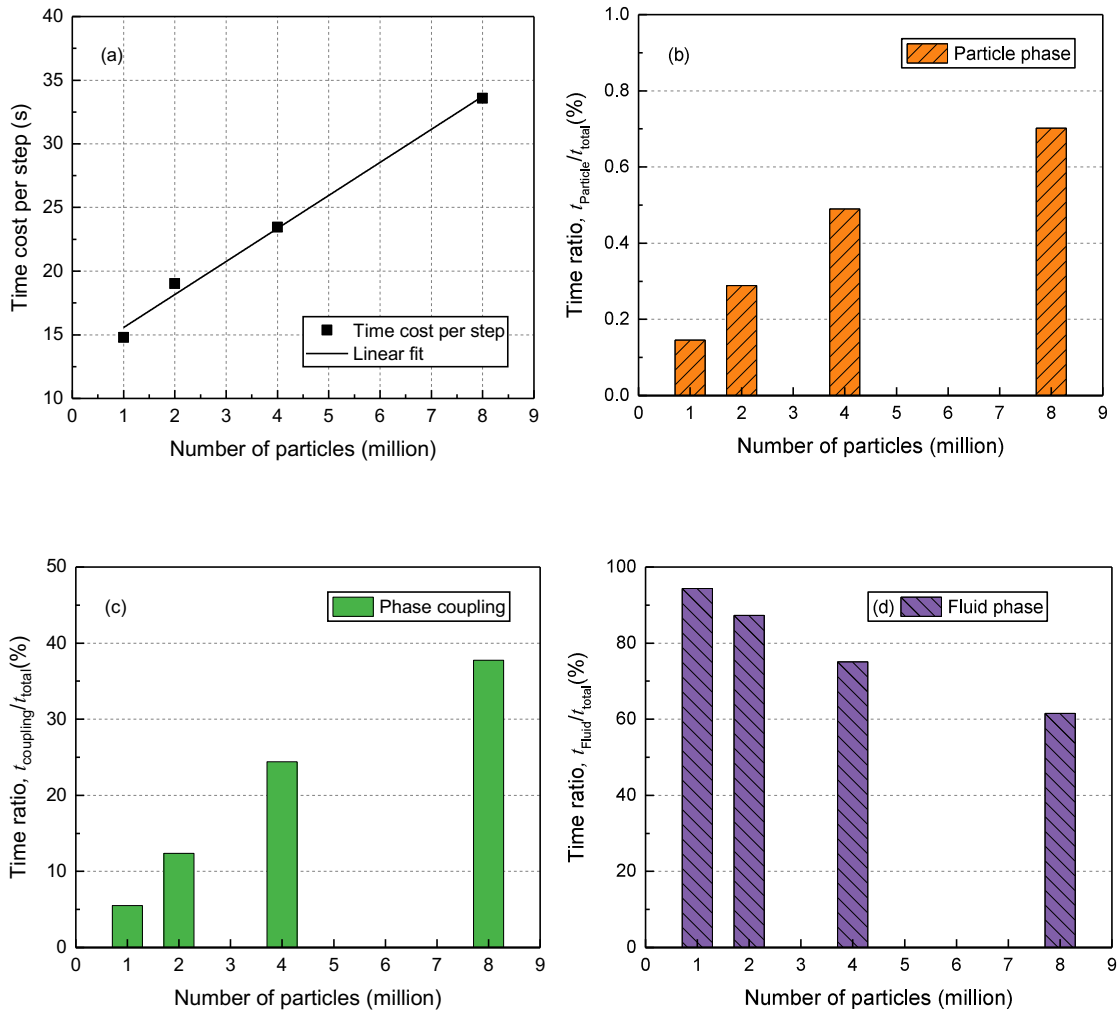 (a)
40
35
30
25
20
15
10
Time cost per step (s)
Time cost per step
Linear fit
0 1 2 3 4 5 6 7 8 9
Number of particles (million)
(b)
Particle phase
1.0
0.8
0.6
0.4
0.2
0.0
Time ratio, tParticle/ttotal(%)
0 1 2 3 4 5 6 7 8 9
Number of particles (million)
(c)
Phase coupling
50
40
30
20
10
0
Time ratio, tcoupling/ttotal(%)
0 1 2 3 4 5 6 7 8 9
Number of particles (million)
(d) Fluid phase
100
80
60
40
20
0
Time ratio, tFluid/ttotal(%)
0 1 2 3 4 5 6 7 8 9
Number of particles (million)